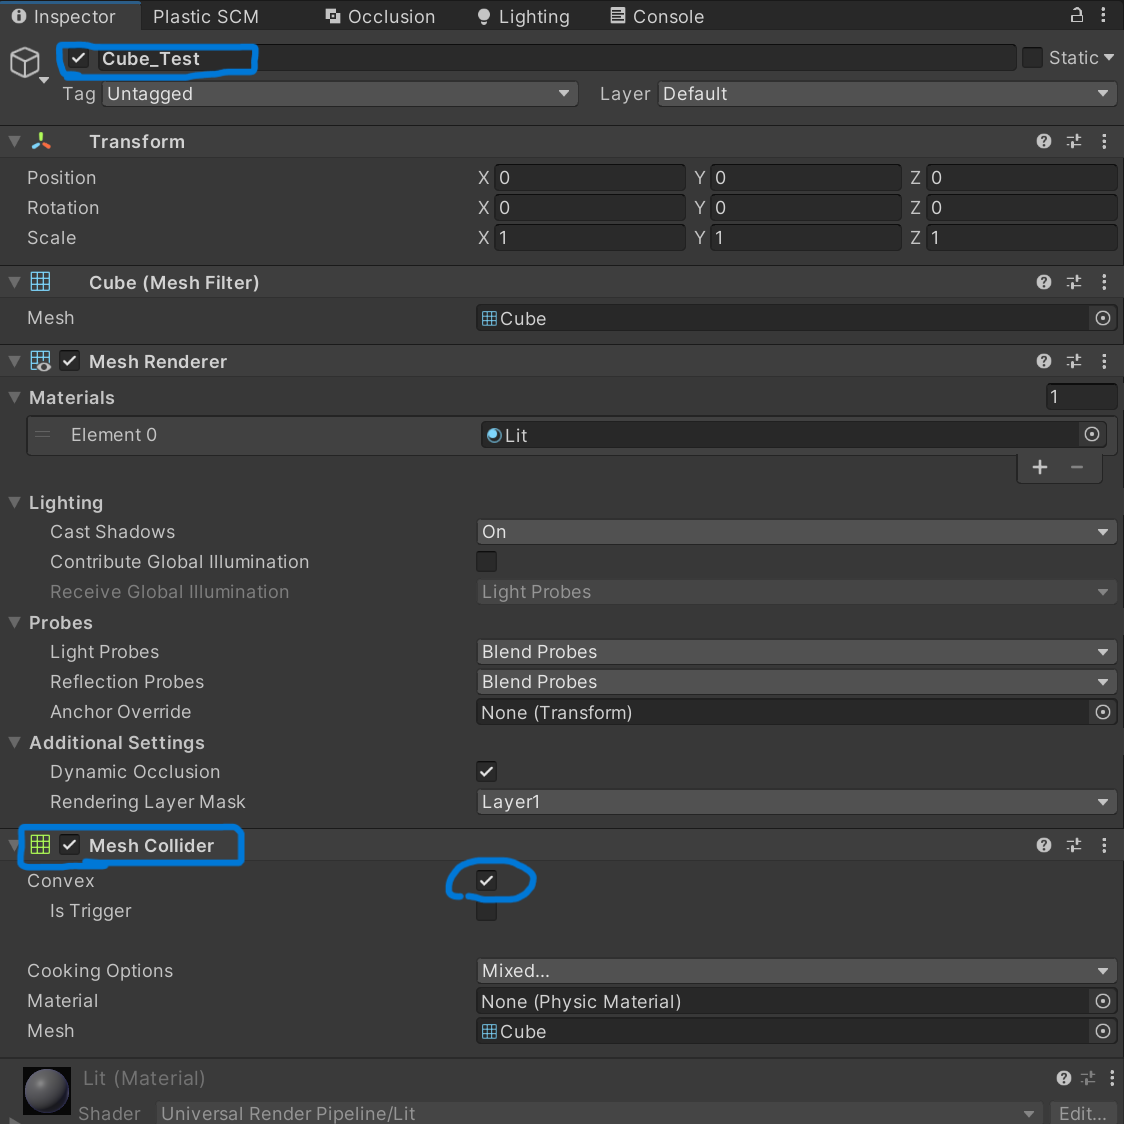 Inspector Plastic SCM Occlusion Lighting Console
Cube_Test Static
Tag Untagged Layer Default
Transform
Position X 0 Y 0 Z 0
Rotation X 0 Y 0 Z 0
Scale X 1 Y 1 Z 1
Cube (Mesh Filter)
Mesh Cube
Mesh Renderer
Materials 1
Element 0 Lit
Lighting
Cast Shadows On
Contribute Global Illumination
Receive Global Illumination Light Probes
Probes
Light Probes Blend Probes
Reflection Probes Blend Probes
Anchor Override None (Transform)
Additional Settings
Dynamic Occlusion
Rendering Layer Mask Layer1
Mesh Collider
Convex
Is Trigger
Cooking Options Mixed...
Material None (Physic Material)
Mesh Cube
Lit (Material)
Shader Universal Render Pipeline/Lit Edit...